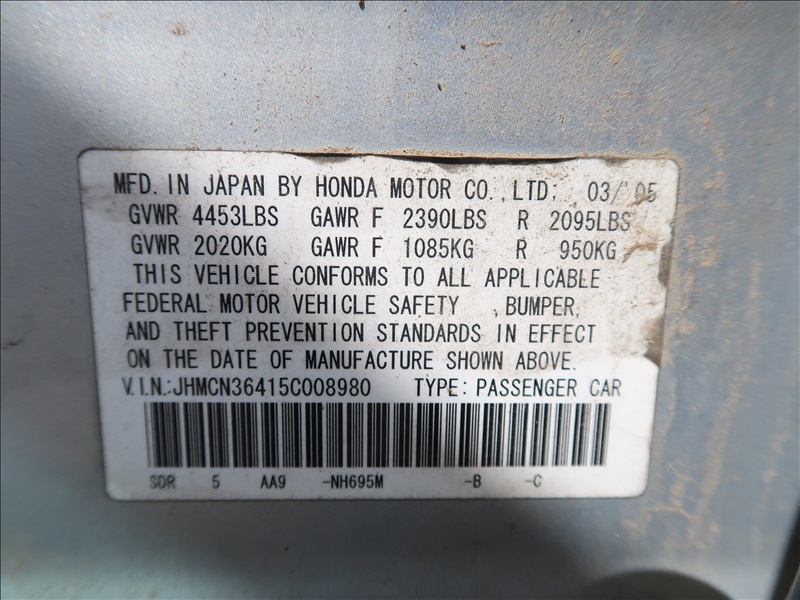 MFD. IN JAPAN BY HONDA MOTOR CO., LTD. 03/'05
GVWR 4453LBS GAWR F 2390LBS R 2095LBS
GVWR 2020KG GAWR F 1085KG R 950KG
THIS VEHICLE CONFORMS TO ALL APPLICABLE
FEDERAL MOTOR VEHICLE SAFETY , BUMPER,
AND THEFT PREVENTION STANDARDS IN EFFECT
ON THE DATE OF MANUFACTURE SHOWN ABOVE.
V.I.N.:JHMCN36415C008980 TYPE: PASSENGER CAR
SDR 5 AA9 -NH695M -B -C